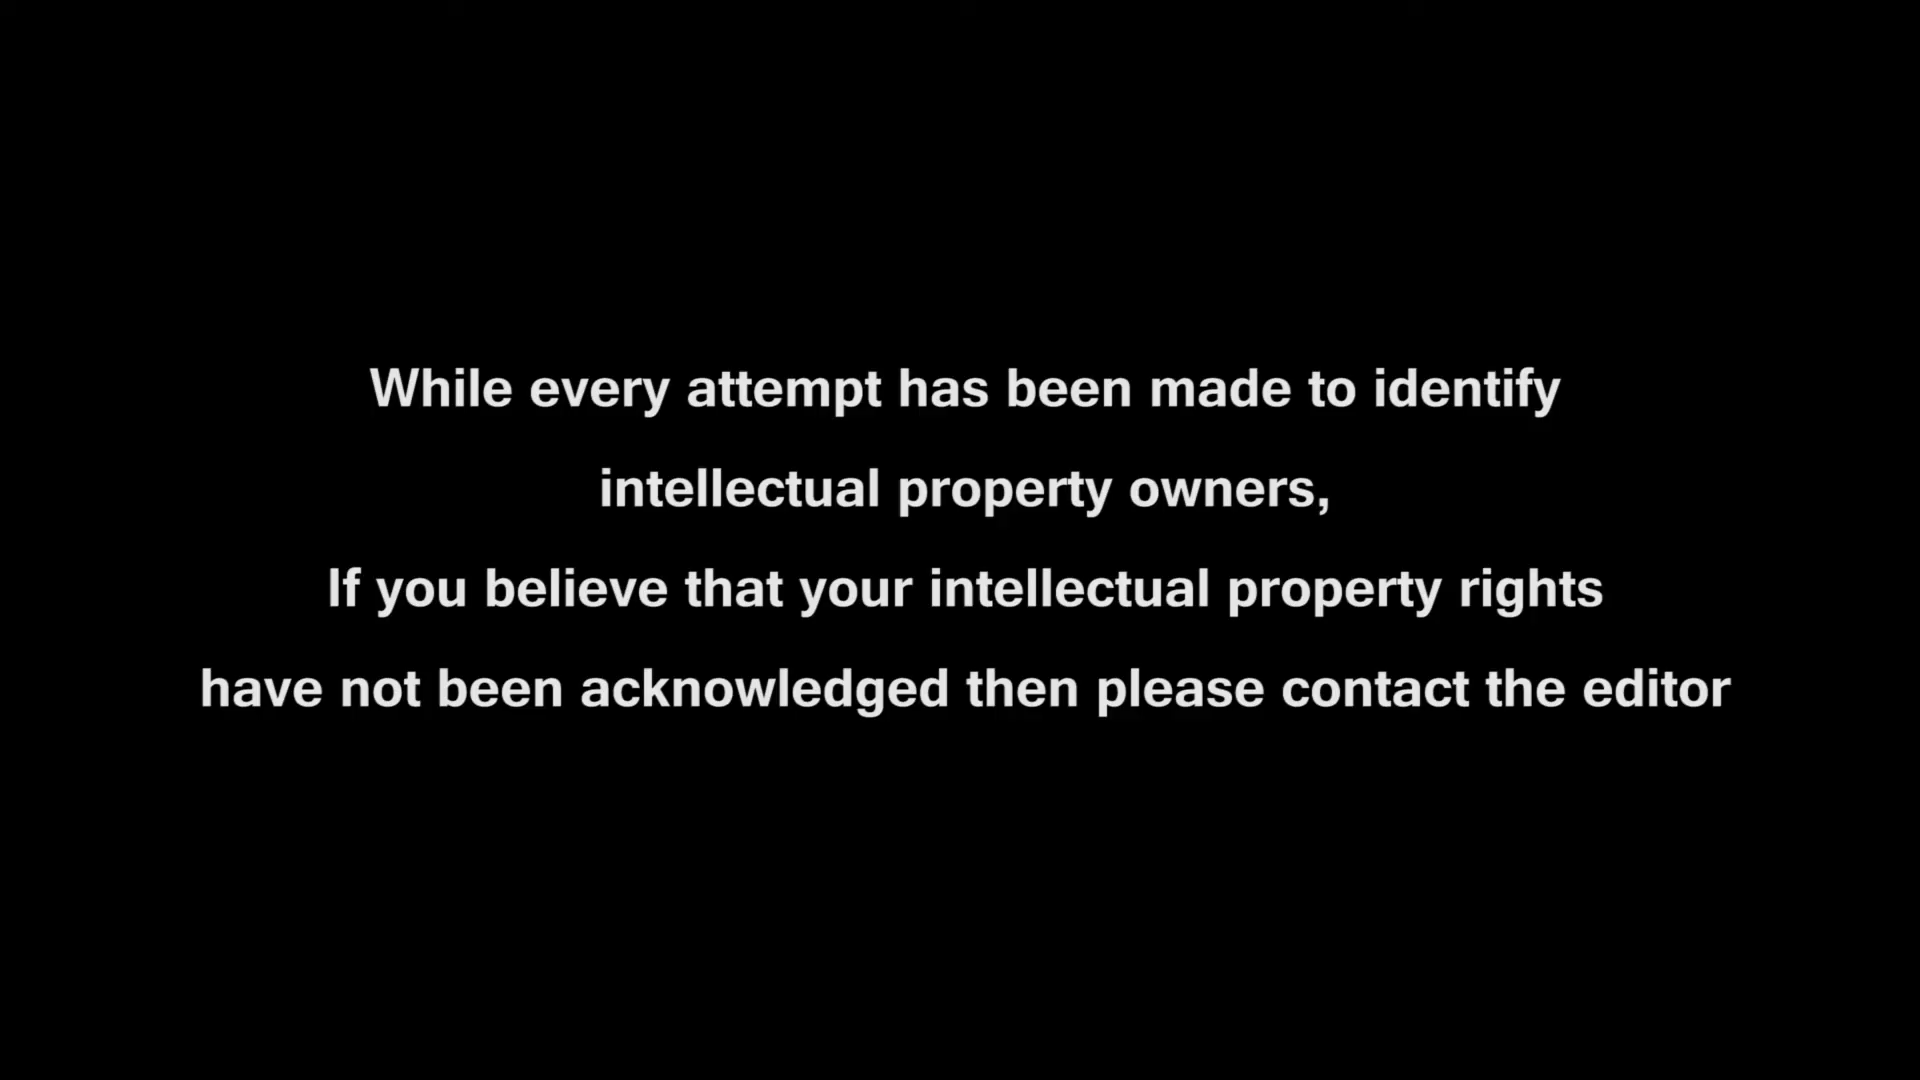 While every attempt has been made to identify
intellectual property owners,
If you believe that your intellectual property rights
have not been acknowledged then please contact the editor